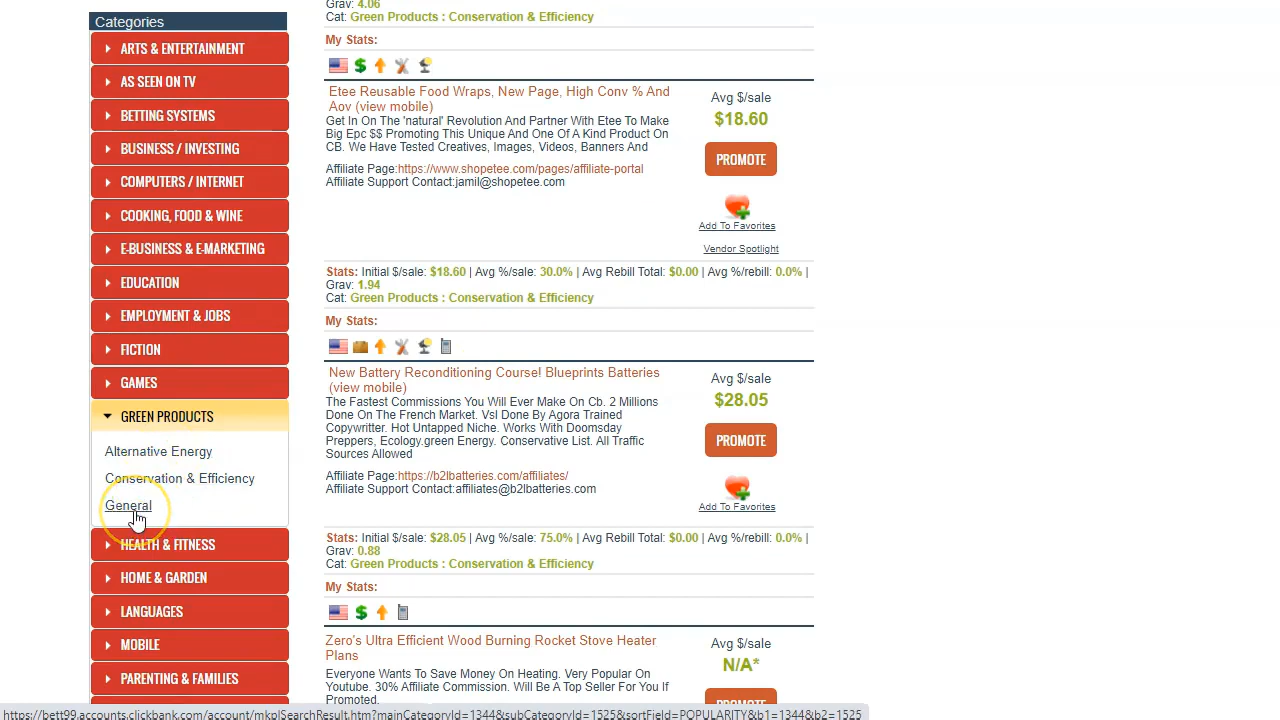 Categories
ARTS & ENTERTAINMENT
AS SEEN ON TV
BETTING SYSTEMS
BUSINESS / INVESTING
COMPUTERS / INTERNET
COOKING, FOOD & WINE
E-BUSINESS & E-MARKETING
EDUCATION
EMPLOYMENT & JOBS
FICTION
GAMES
GREEN PRODUCTS
Alternative Energy
Conservation & Efficiency
General
HEALTH & FITNESS
HOME & GARDEN
LANGUAGES
MOBILE
PARENTING & FAMILIES
Grav: 4.06
Cat: Green Products : Conservation & Efficiency
My Stats:
Etee Reusable Food Wraps, New Page, High Conv % And
Aov (view mobile)
Get In On The 'natural' Revolution And Partner With Etee To Make
Big Epc $$ Promoting This Unique And One Of A Kind Product On
CB. We Have Tested Creatives, Images, Videos, Banners And
Affiliate Page:https://www.shopetee.com/pages/affiliate-portal
Affiliate Support Contact:jamil@shopetee.com
Avg $/sale
$18.60
PROMOTE
Add To Favorites
Vendor Spotlight
Stats: Initial $/sale: $18.60 | Avg %/sale: 30.0% | Avg Rebill Total: $0.00 | Avg %/rebill: 0.0% |
Grav: 1.94
Cat: Green Products : Conservation & Efficiency
My Stats:
New Battery Reconditioning Course! Blueprints Batteries
(view mobile)
The Fastest Commissions You Will Ever Make On Cb. 2 Millions
Done On The French Market. Vsl Done By Agora Trained
Copywritter. Hot Untapped Niche. Works With Doomsday
Preppers, Ecology.green Energy. Conservative List. All Traffic
Sources Allowed
Affiliate Page:https://b2lbatteries.com/affiliates/
Affiliate Support Contact:affiliates@b2lbatteries.com
Avg $/sale
$28.05
PROMOTE
Add To Favorites
Stats: Initial $/sale: $28.05 | Avg %/sale: 75.0% | Avg Rebill Total: $0.00 | Avg %/rebill: 0.0% |
Grav: 0.88
Cat: Green Products : Conservation & Efficiency
My Stats:
Zero's Ultra Efficient Wood Burning Rocket Stove Heater
Plans
Everyone Wants To Save Money On Heating. Very Popular On
Youtube. 30% Affiliate Commission. Will Be A Top Seller For You If
Promoted.
Avg $/sale
N/A*
PROMOTE
https://bett99.accounts.clickbank.com/account/mkplSearchResult.htm?mainCategoryId=1344&subCategoryId=1525&sortField=POPULARITY&b1=1344&b2=1525